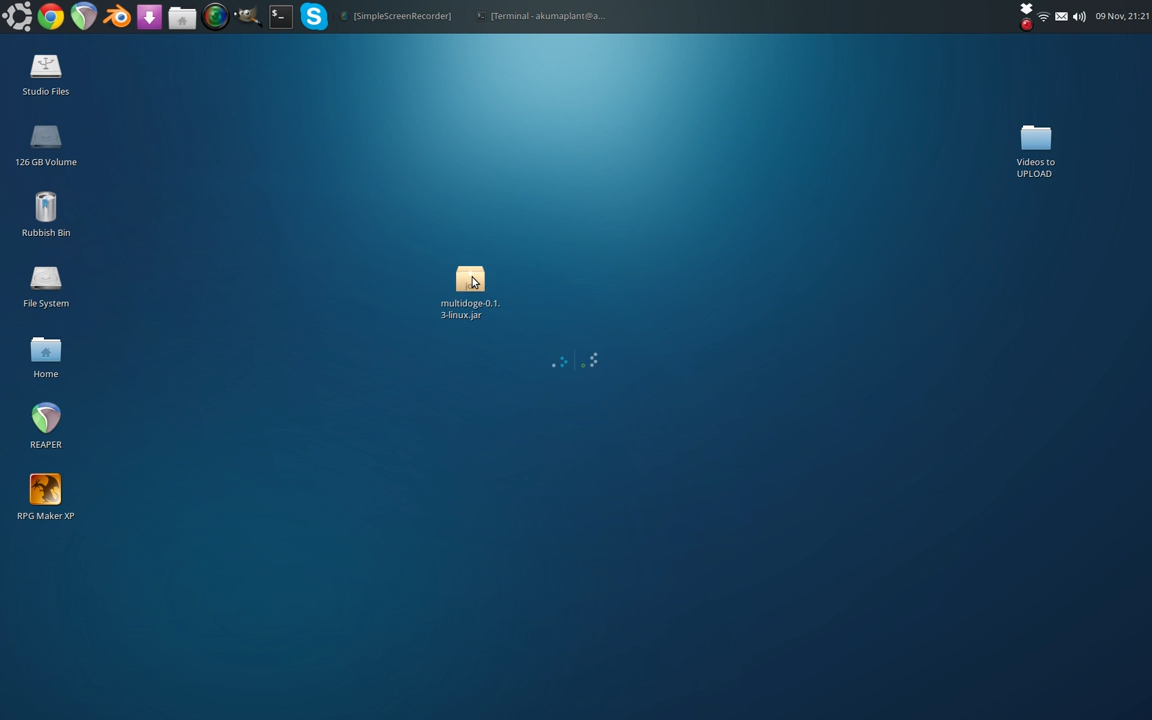 [SimpleScreenRecorder]
[Terminal - akumaplant@a...
09 Nov, 21:21
Studio Files
126 GB Volume
Rubbish Bin
File System
Home
REAPER
RPG Maker XP
multidoge-0.1.
3-linux.jar
Videos to
UPLOAD